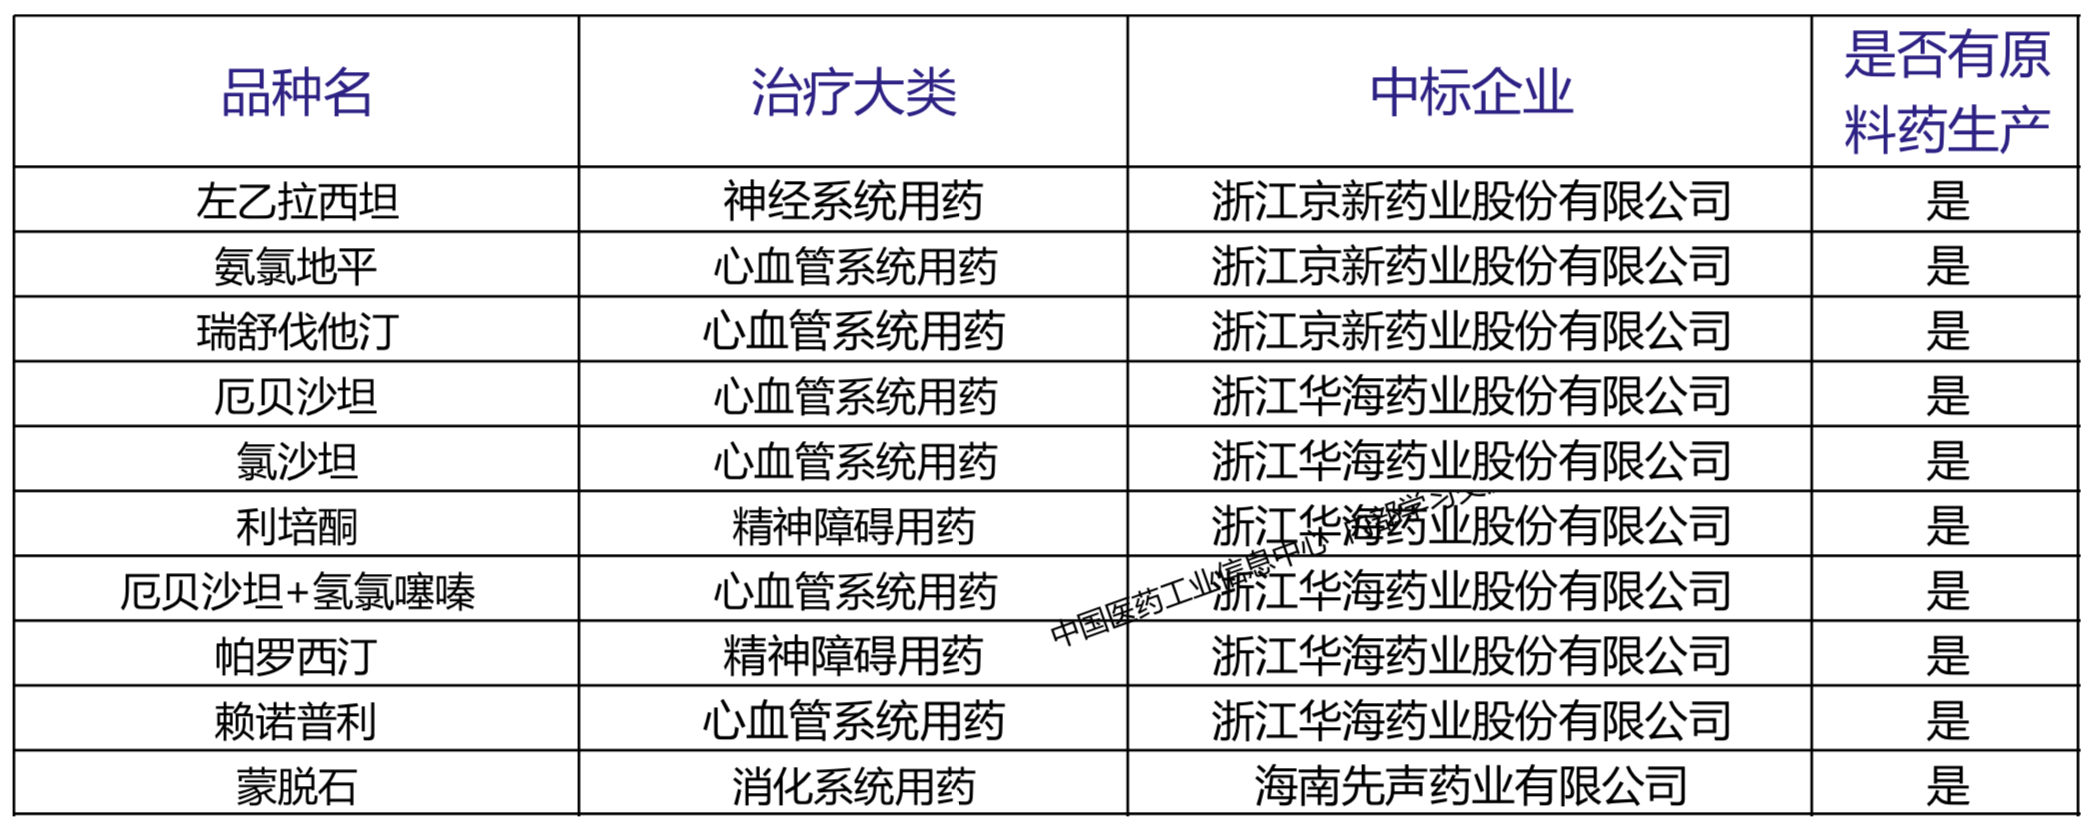 品种名 治疗大类 中标企业 是否有原料药生产
左乙拉西坦 神经系统用药 浙江京新药业股份有限公司 是
氨氯地平 心血管系统用药 浙江京新药业股份有限公司 是
瑞舒伐他汀 心血管系统用药 浙江京新药业股份有限公司 是
厄贝沙坦 心血管系统用药 浙江华海药业股份有限公司 是
氯沙坦 心血管系统用药 浙江华海药业股份有限公司 是
利培酮 精神障碍用药 浙江华海药业股份有限公司 是
厄贝沙坦+氢氯噻嗪 心血管系统用药 浙江华海药业股份有限公司 是
帕罗西汀 精神障碍用药 浙江华海药业股份有限公司 是
赖诺普利 心血管系统用药 浙江华海药业股份有限公司 是
蒙脱石 消化系统用药 海南先声药业有限公司 是
中国医药工业信息中心 内部学习